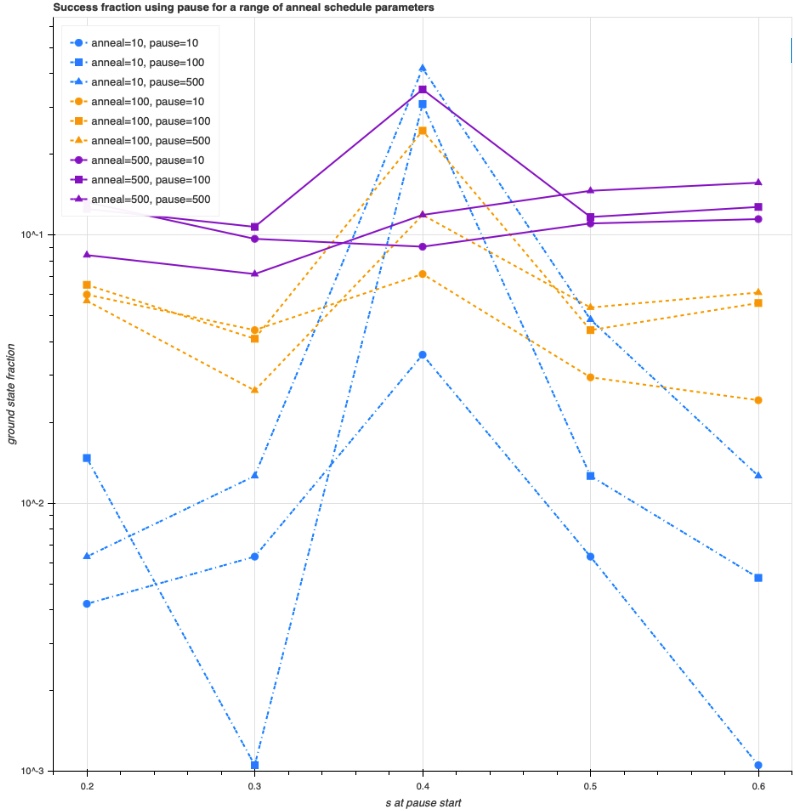 Success fraction using pause for a range of anneal schedule parameters
anneal=10, pause=10
anneal=10, pause=100
anneal=10, pause=500
anneal=100, pause=10
anneal=100, pause=100
anneal=100, pause=500
anneal=500, pause=10
anneal=500, pause=100
anneal=500, pause=500
10^-1
10^-2
10^-3
ground state fraction
0.2 0.3 0.4 0.5 0.6
s at pause start